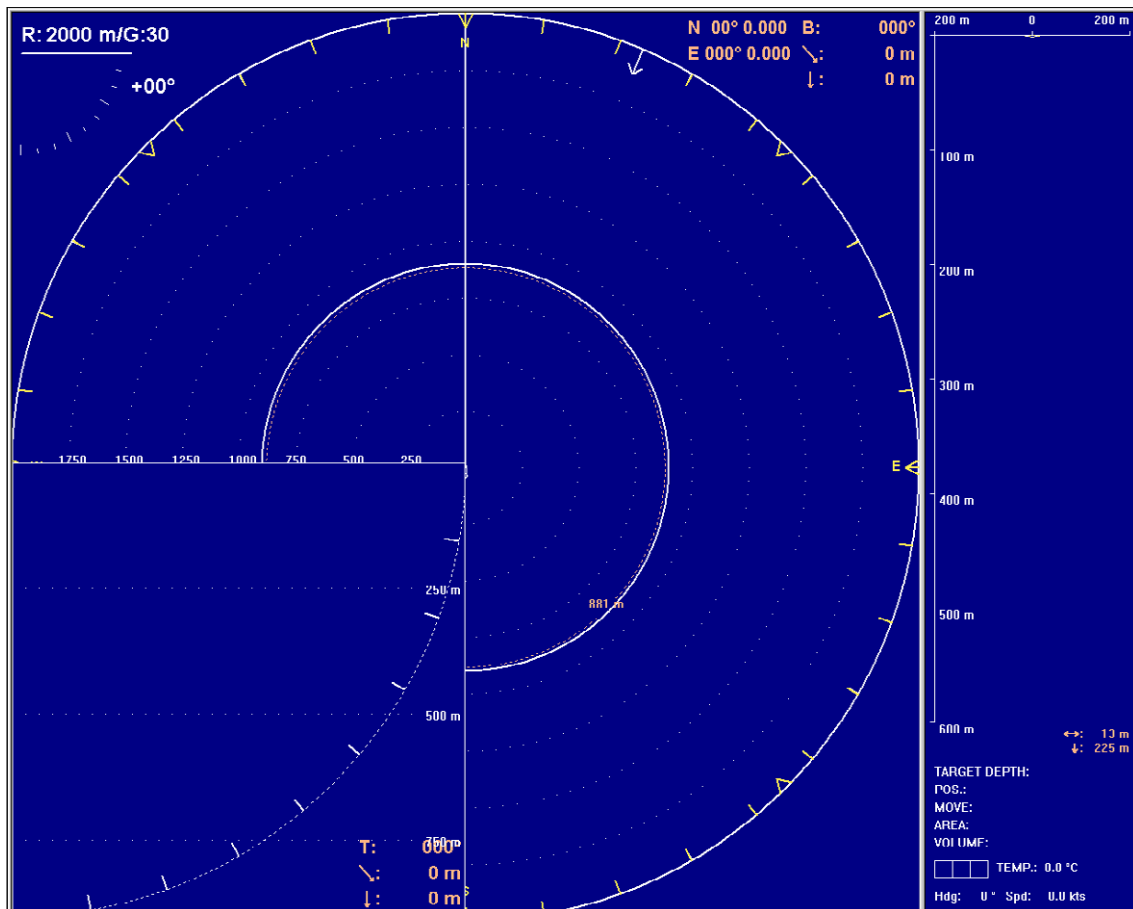 R: 2000 m/G:30
+00°
N
N 00° 0.000 B: 000°
E 000° 0.000 ↘: 0 m
↓: 0 m
200 m 0 200 m
100 m
200 m
300 m
400 m
500 m
600 m
1750 1500 1250 1000 750 500 250
E
250 m
500 m
750
881 m
S
T: 000°
↘: 0 m
↓: 0 m
↔: 13 m
↓: 225 m
TARGET DEPTH:
POS.:
MOVE:
AREA:
VOLUME:
TEMP.: 0.0 °C
Hdg: 0 ° Spd: 0.0 kts